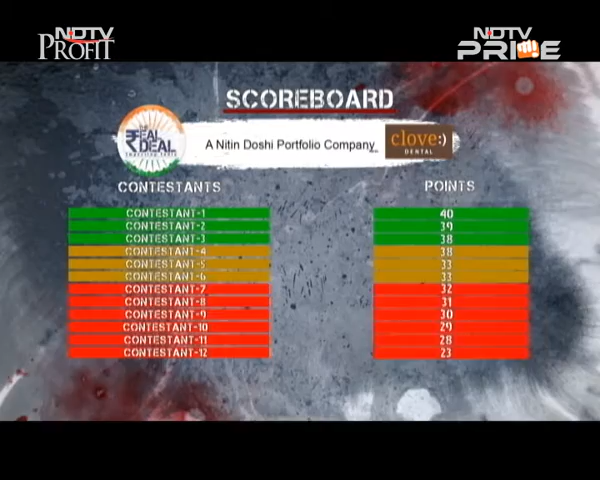 NDTV
PROFIT
NDTV
PRIME
SCOREBOARD
THE
REAL
DEAL
A Nitin Doshi Portfolio Company
clove:)
DENTAL
CONTESTANTS POINTS
CONTESTANT-1 40
CONTESTANT-2 39
CONTESTANT-3 38
CONTESTANT-4 38
CONTESTANT-5 33
CONTESTANT-6 33
CONTESTANT-7 32
CONTESTANT-8 31
CONTESTANT-9 30
CONTESTANT-10 29
CONTESTANT-11 28
CONTESTANT-12 23